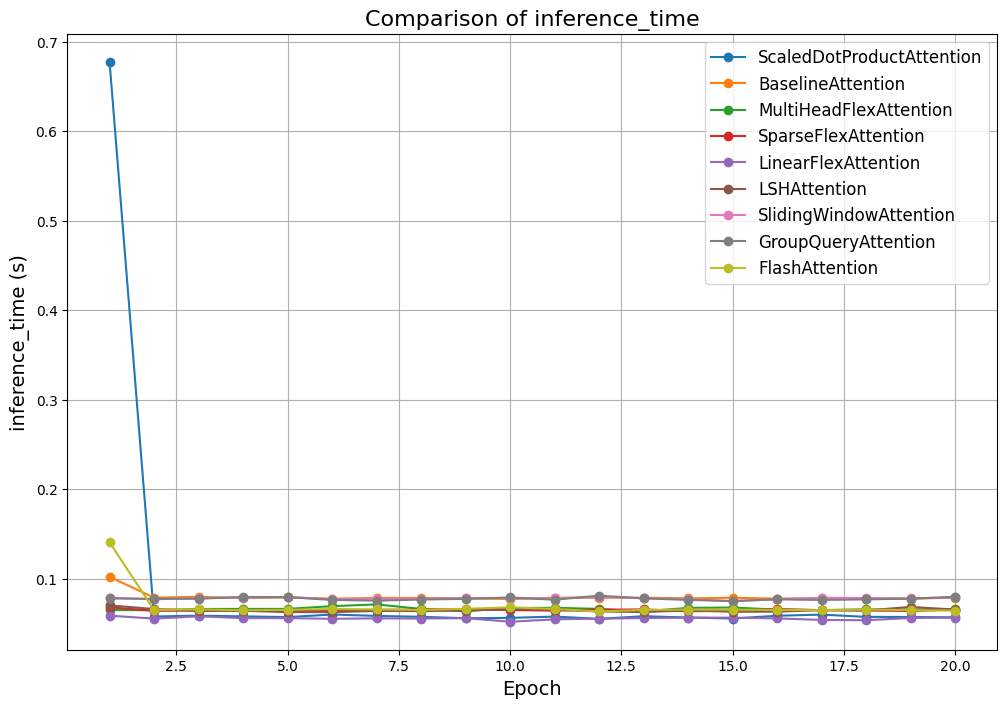 Comparison of inference_time
0.7
0.6
0.5
0.4
0.3
0.2
0.1
inference_time (s)
ScaledDotProductAttention
BaselineAttention
MultiHeadFlexAttention
SparseFlexAttention
LinearFlexAttention
LSHAttention
SlidingWindowAttention
GroupQueryAttention
FlashAttention
2.5 5.0 7.5 10.0 12.5 15.0 17.5 20.0
Epoch